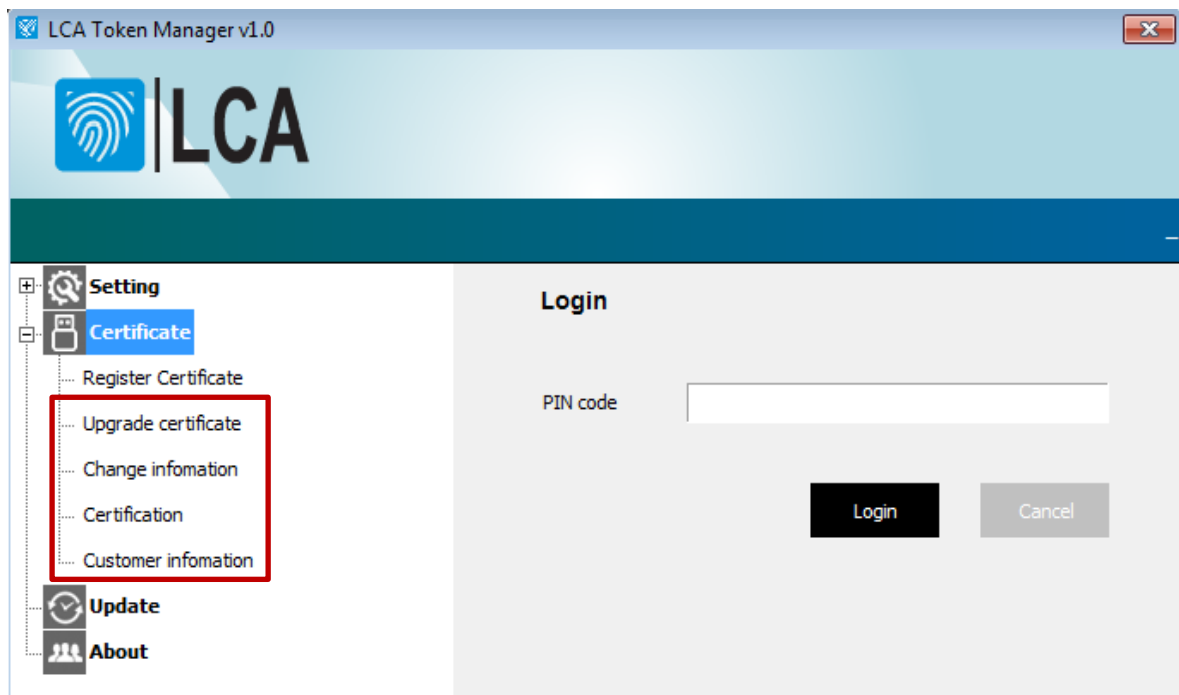 LCA Token Manager v1.0
LCA
Setting
Certificate
Register Certificate
Upgrade certificate
Change infomation
Certification
Customer infomation
Update
About
Login
PIN code
Login
Cancel